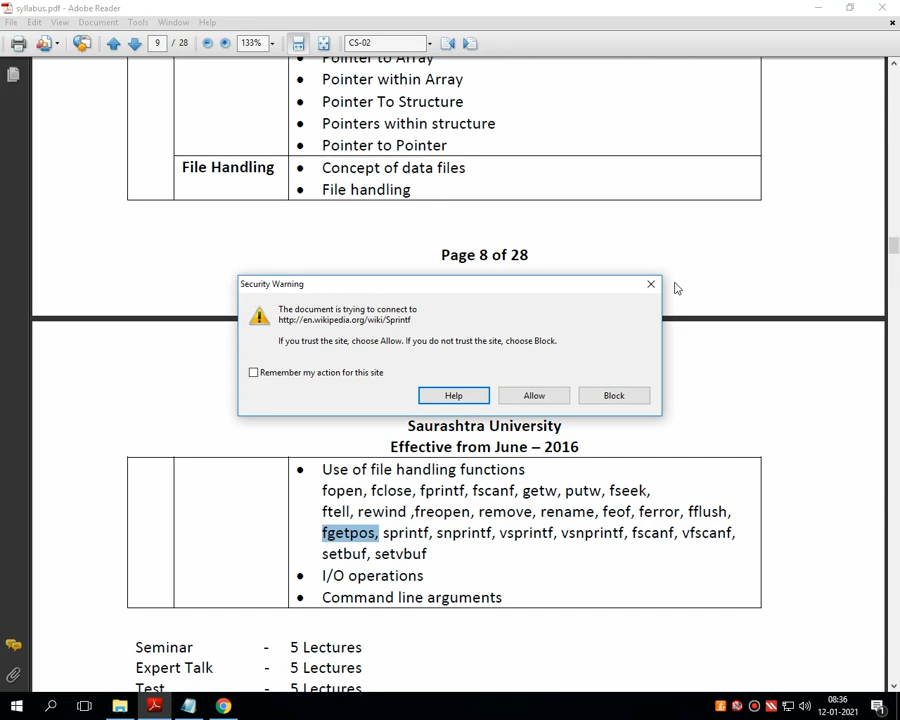 syllabus.pdf - Adobe Reader
File Edit View Document Tools Window Help
9 / 28 133% CS-02
Pointer to Array
Pointer within Array
Pointer To Structure
Pointers within structure
Pointer to Pointer
File Handling
Concept of data files
File handling
Page 8 of 28
Security Warning
The document is trying to connect to
http://en.wikipedia.org/wiki/Sprintf
If you trust the site, choose Allow. If you do not trust the site, choose Block.
Remember my action for this site
Help Allow Block
Saurashtra University
Effective from June – 2016
Use of file handling functions
fopen, fclose, fprintf, fscanf, getw, putw, fseek,
ftell, rewind ,freopen, remove, rename, feof, ferror, fflush,
fgetpos, sprintf, snprintf, vsprintf, vsnprintf, fscanf, vfscanf,
setbuf, setvbuf
I/O operations
Command line arguments
Seminar - 5 Lectures
Expert Talk - 5 Lectures
Test - 5 Lectures
08:36
12-01-2021